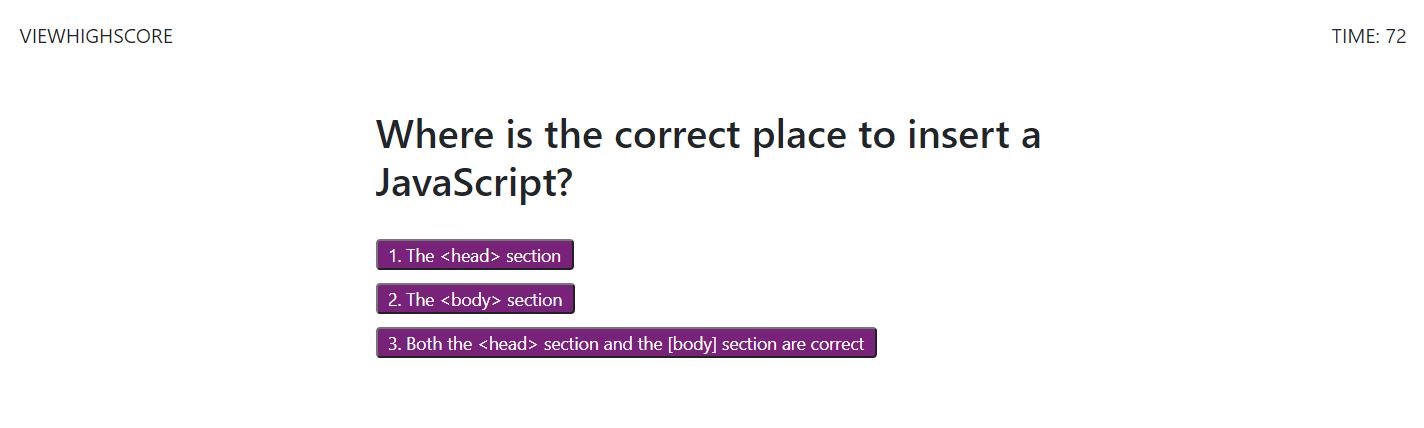 VIEWHIGHSCORE
TIME: 72
Where is the correct place to insert a
JavaScript?
1. The <head> section
2. The <body> section
3. Both the <head> section and the [body] section are correct